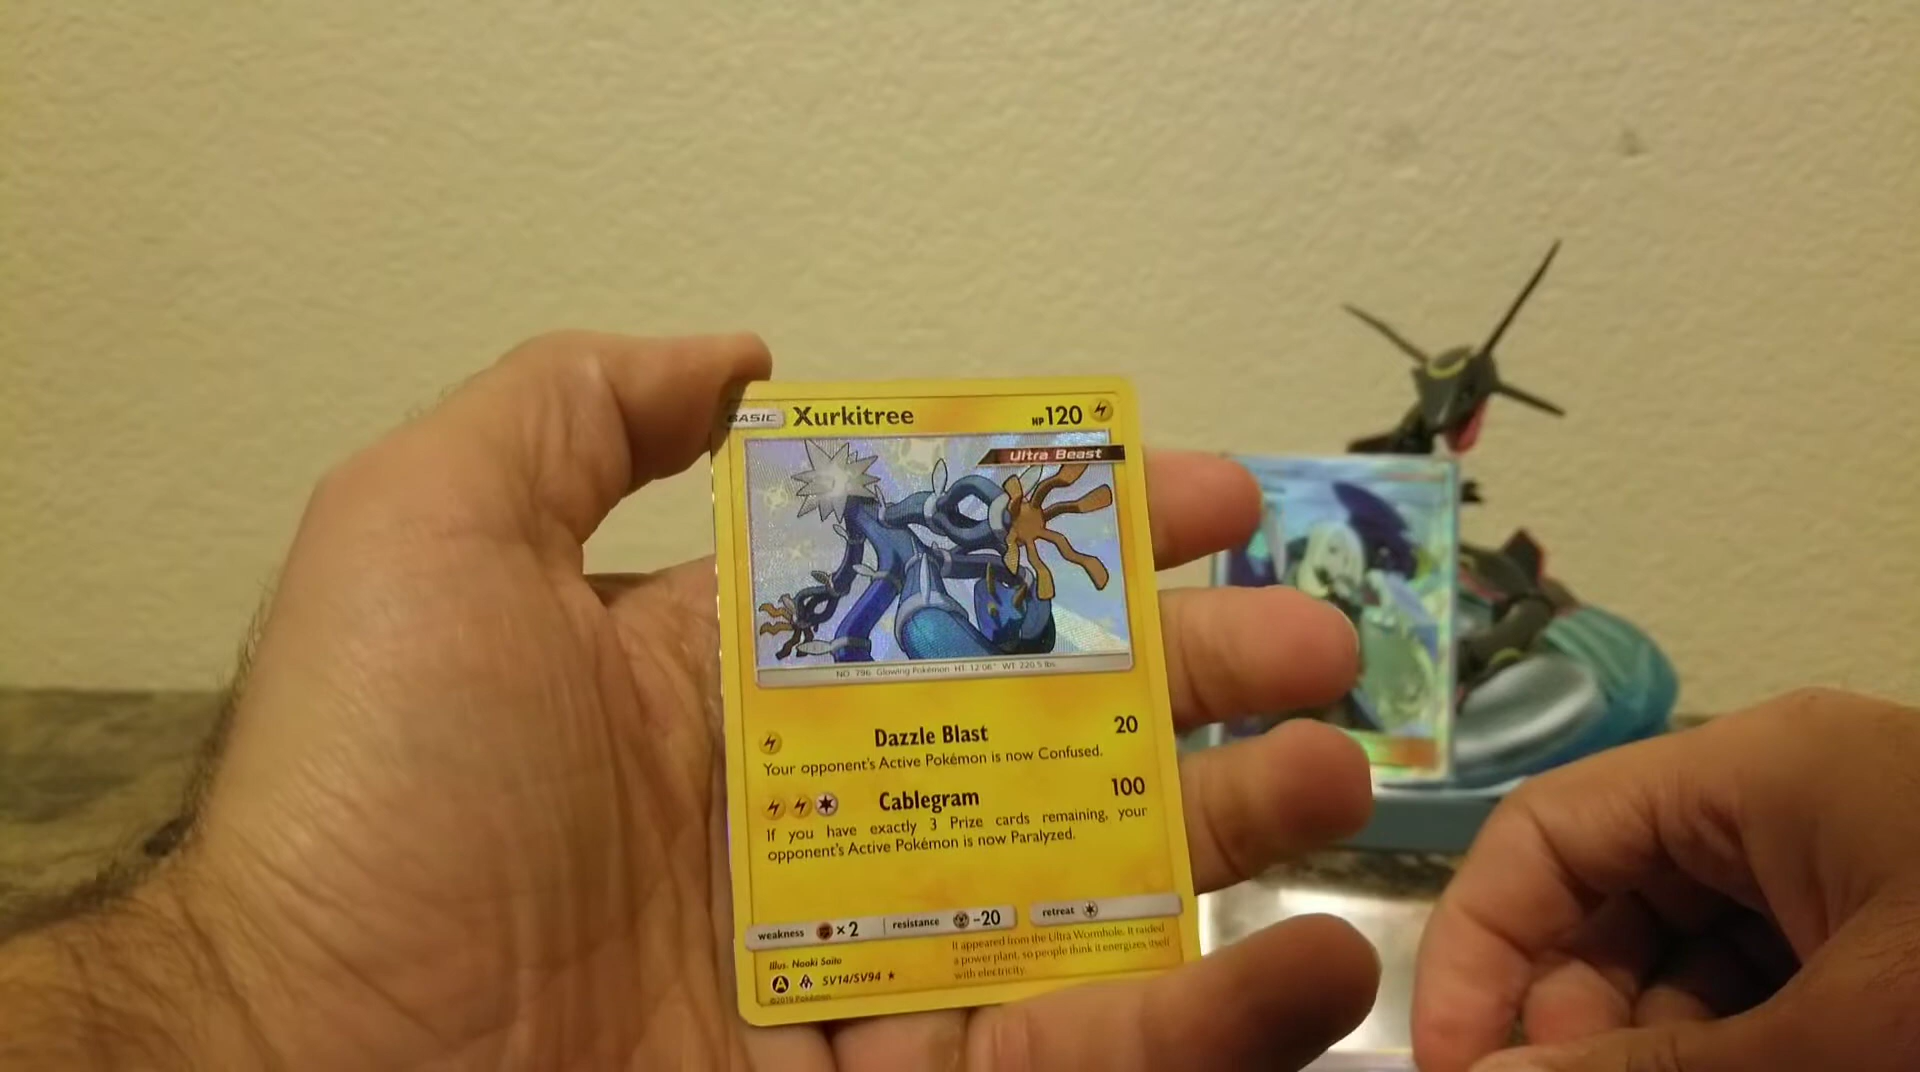 BASIC Xurkitree HP 120
Ultra Beast
NO. 796 Glowing Pokémon HT: 12'06" WT: 220.5 lbs.
Dazzle Blast 20
Your opponent's Active Pokémon is now Confused.
Cablegram 100
If you have exactly 3 Prize cards remaining, your
opponent's Active Pokémon is now Paralyzed.
weakness ×2 resistance -20 retreat
It appeared from the Ultra Wormhole. It raided
a power plant, so people think it energizes itself
with electricity.
Illus. Naoki Saito
A SV14/SV94 ★
©2019 Pokémon